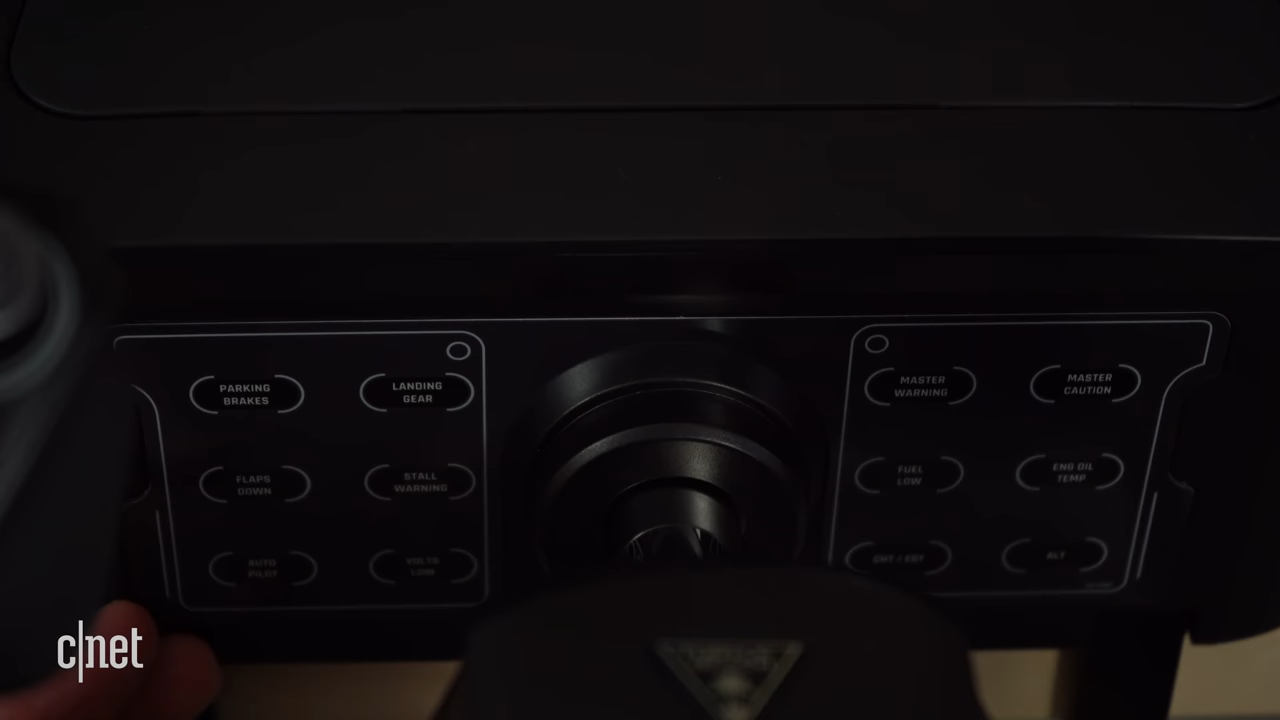 PARKING
BRAKES
LANDING
GEAR
MASTER
WARNING
MASTER
CAUTION
FLAPS
DOWN
STALL
WARNING
FUEL
LOW
ENG OIL
TEMP
AUTO
PILOT
VOLTS
LOW
CHT / EGT
ALT
c|net